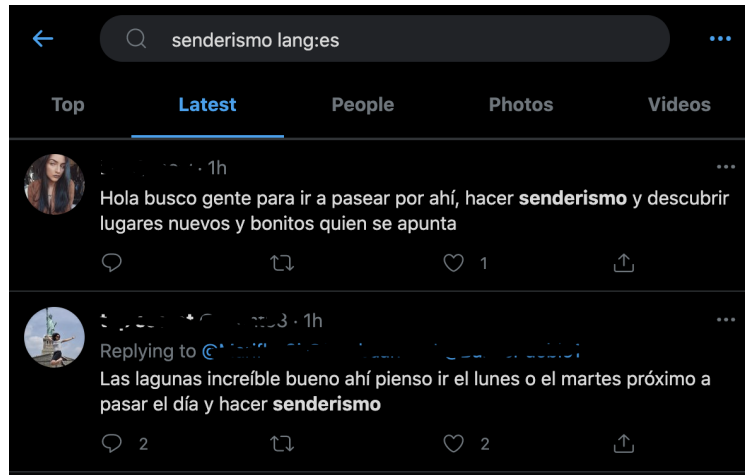 senderismo lang:es
Top Latest People Photos Videos
· 1h
Hola busco gente para ir a pasear por ahí, hacer senderismo y descubrir
lugares nuevos y bonitos quien se apunta
1
· 1h
Replying to
Las lagunas increíble bueno ahí pienso ir el lunes o el martes próximo a
pasar el día y hacer senderismo
2 2